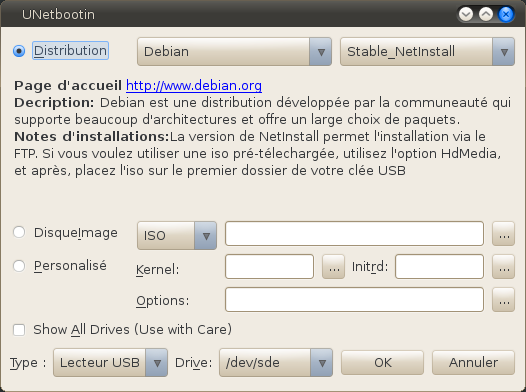 UNetbootin
Distribution Debian Stable_NetInstall
Page d'accueil http://www.debian.org
Decription: Debian est une distribution développée par la communeauté qui
supporte beaucoup d'architectures et offre un large choix de paquets.
Notes d'installations:La version de NetInstall permet l'installation via le
FTP. Si vous voulez utiliser une iso pré-télechargée, utilisez l'option HdMedia,
et après, placez l'iso sur le premier dossier de votre clée USB
DisqueImage ISO ...
Personalisé Kernel: ... Initrd: ...
Options: ...
Show All Drives (Use with Care)
Type : Lecteur USB Drive: /dev/sde OK Annuler